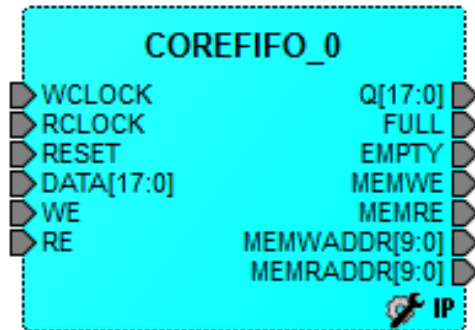 COREFIFO_0
WCLOCK Q[17:0]
RCLOCK FULL
RESET EMPTY
DATA[17:0] MEMWE
WE MEMRE
RE MEMWADDR[9:0]
MEMRADDR[9:0]
IP